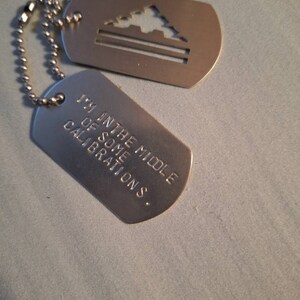 I'M IN THE MIDDLE
OF SOME
CALIBRATIONS.